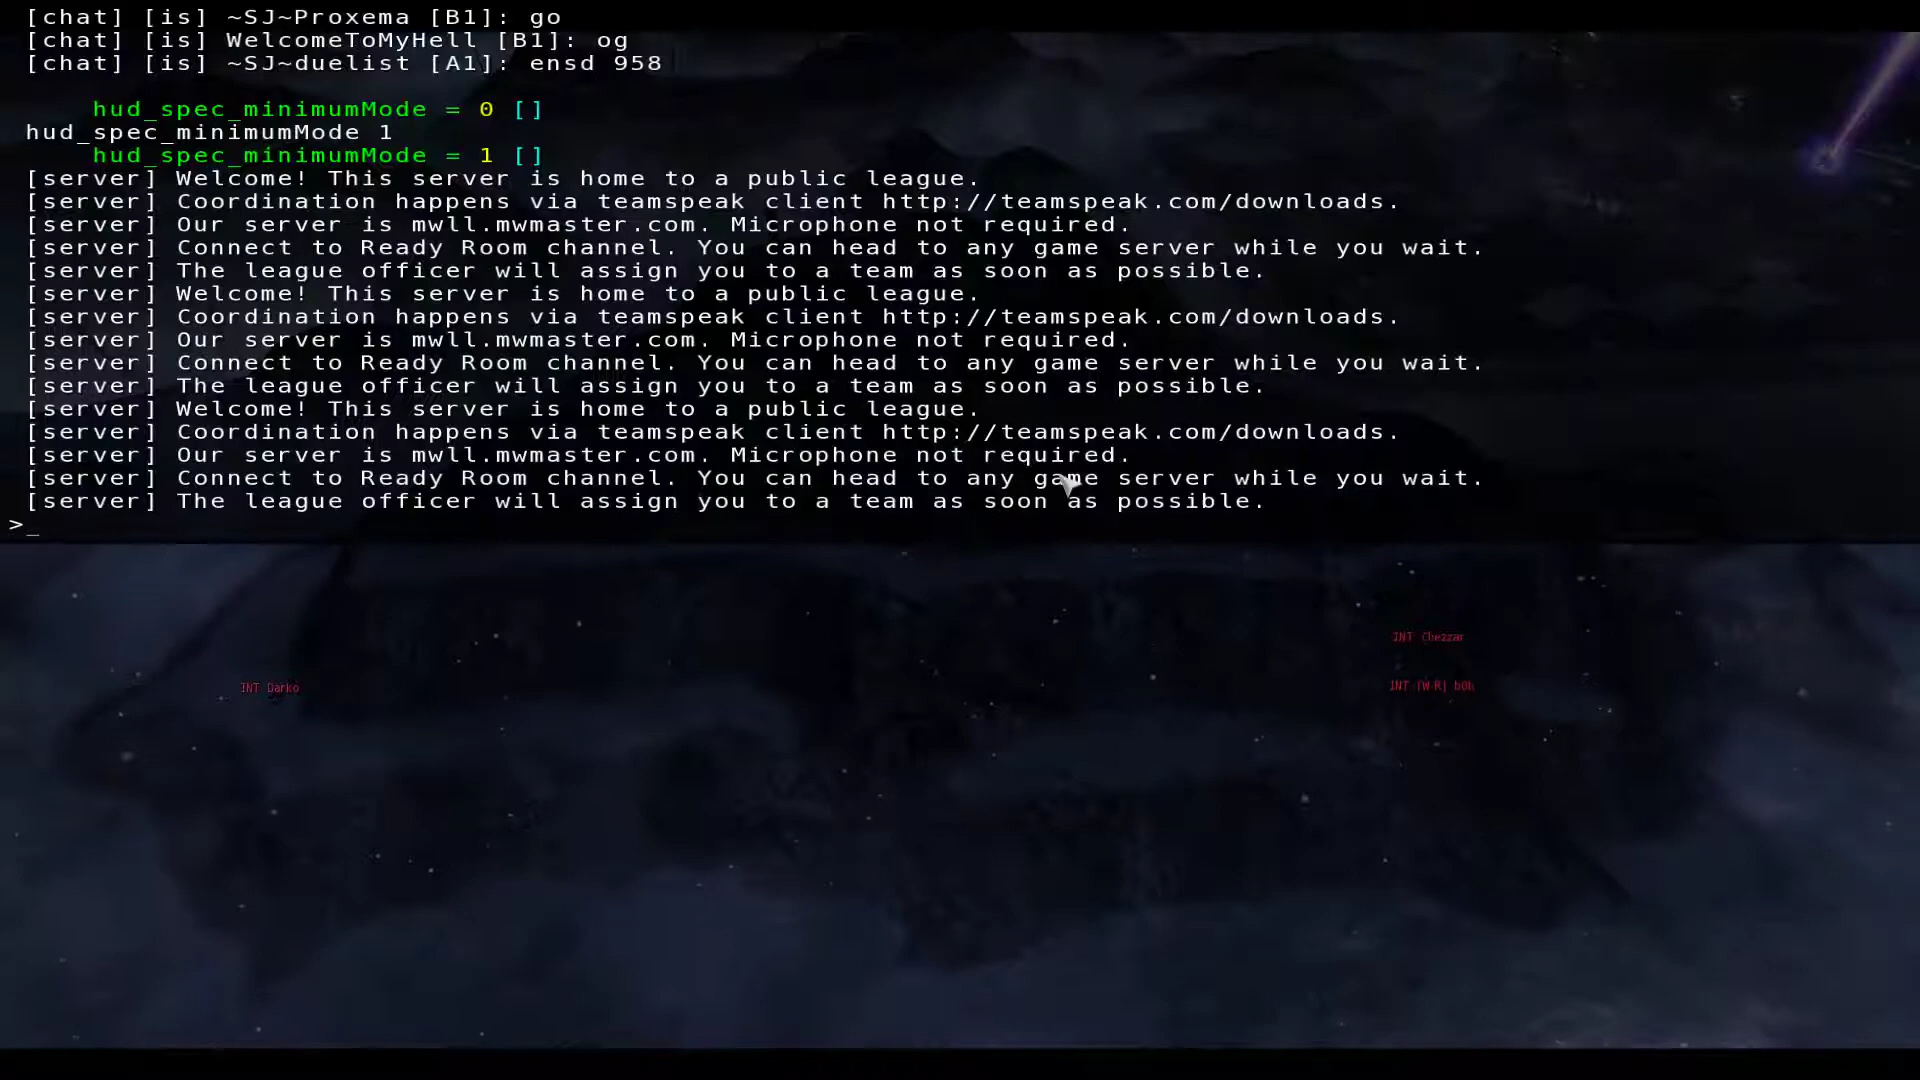 [chat] [is] ~SJ~Proxema [B1]: go
[chat] [is] WelcomeToMyHell [B1]: og
[chat] [is] ~SJ~duelist [A1]: ensd 958
hud_spec_minimumMode = 0 []
hud_spec_minimumMode 1
hud_spec_minimumMode = 1 []
[server] Welcome! This server is home to a public league.
[server] Coordination happens via teamspeak client http://teamspeak.com/downloads.
[server] Our server is mwll.mwmaster.com. Microphone not required.
[server] Connect to Ready Room channel. You can head to any game server while you wait.
[server] The league officer will assign you to a team as soon as possible.
[server] Welcome! This server is home to a public league.
[server] Coordination happens via teamspeak client http://teamspeak.com/downloads.
[server] Our server is mwll.mwmaster.com. Microphone not required.
[server] Connect to Ready Room channel. You can head to any game server while you wait.
[server] The league officer will assign you to a team as soon as possible.
[server] Welcome! This server is home to a public league.
[server] Coordination happens via teamspeak client http://teamspeak.com/downloads.
[server] Our server is mwll.mwmaster.com. Microphone not required.
[server] Connect to Ready Room channel. You can head to any game server while you wait.
[server] The league officer will assign you to a team as soon as possible.
>_
INT Chezzar
INT Darko
INT [W-R] b0h